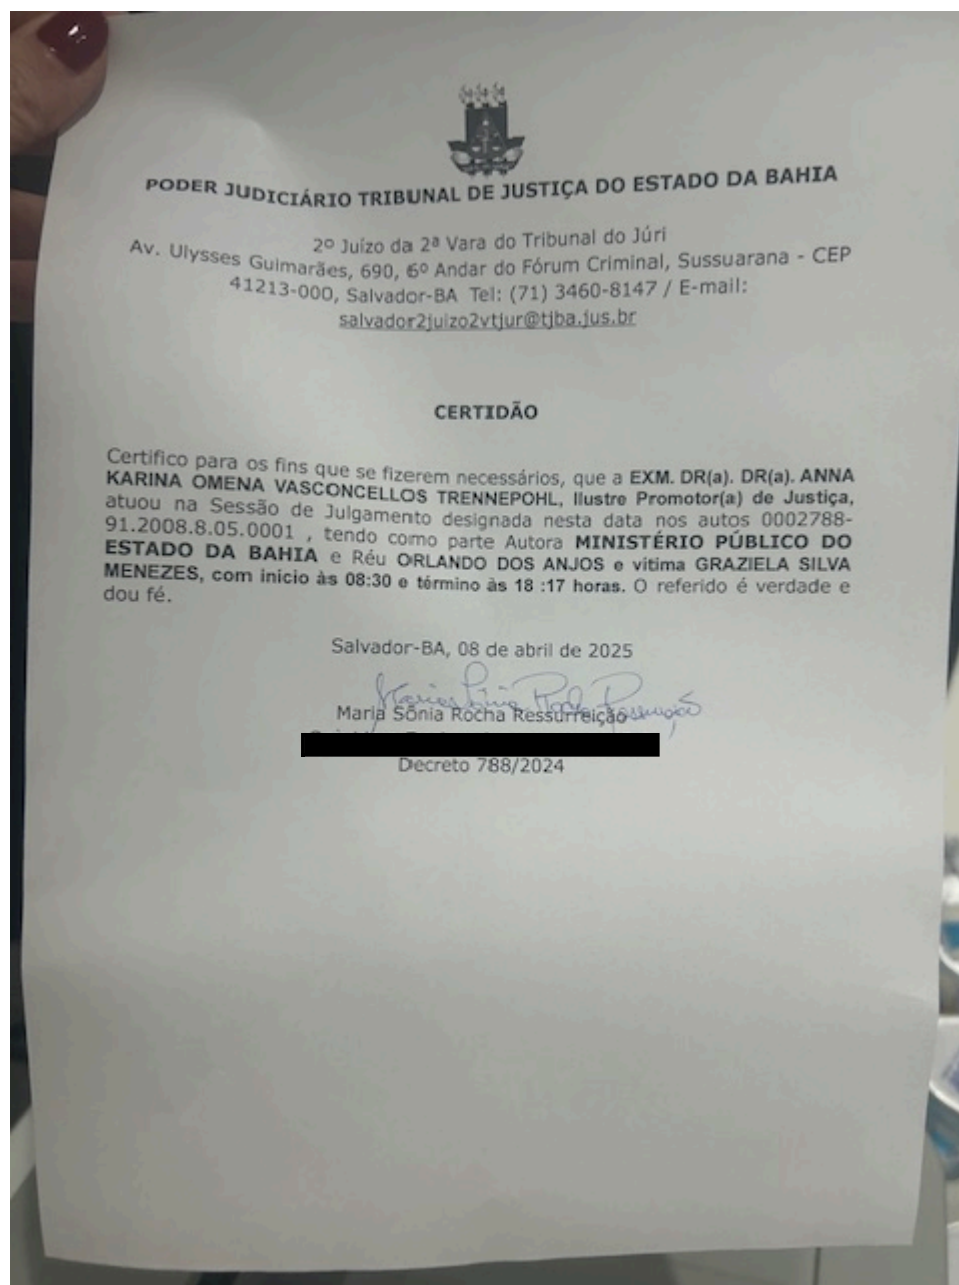 PODER JUDICIÁRIO TRIBUNAL DE JUSTIÇA DO ESTADO DA BAHIA
2º Juízo da 2ª Vara do Tribunal do Júri
Av. Ulysses Guimarães, 690, 6º Andar do Fórum Criminal, Sussuarana - CEP
41213-000, Salvador-BA Tel: (71) 3460-8147 / E-mail:
salvador2juizo2vtjur@tjba.jus.br
CERTIDÃO
Certifico para os fins que se fizerem necessários, que a EXM. DR(a). DR(a). ANNA
KARINA OMENA VASCONCELLOS TRENNEPOHL, Ilustre Promotor(a) de Justiça,
atuou na Sessão de Julgamento designada nesta data nos autos 0002788-
91.2008.8.05.0001 , tendo como parte Autora MINISTÉRIO PÚBLICO DO
ESTADO DA BAHIA e Réu ORLANDO DOS ANJOS e vitima GRAZIELA SILVA
MENEZES, com inicio às 08:30 e término às 18 :17 horas. O referido é verdade e
dou fé.
Salvador-BA, 08 de abril de 2025
Maria Sônia Rocha Ressurreição
Maria Sônia Rocha Ressurreição
Decreto 788/2024